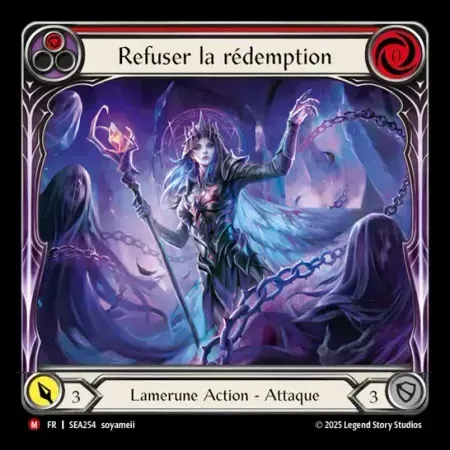 Refuser la rédemption
3
Lamerune Action - Attaque
3
M FR | SEA254 soyameii
© 2025 Legend Story Studios